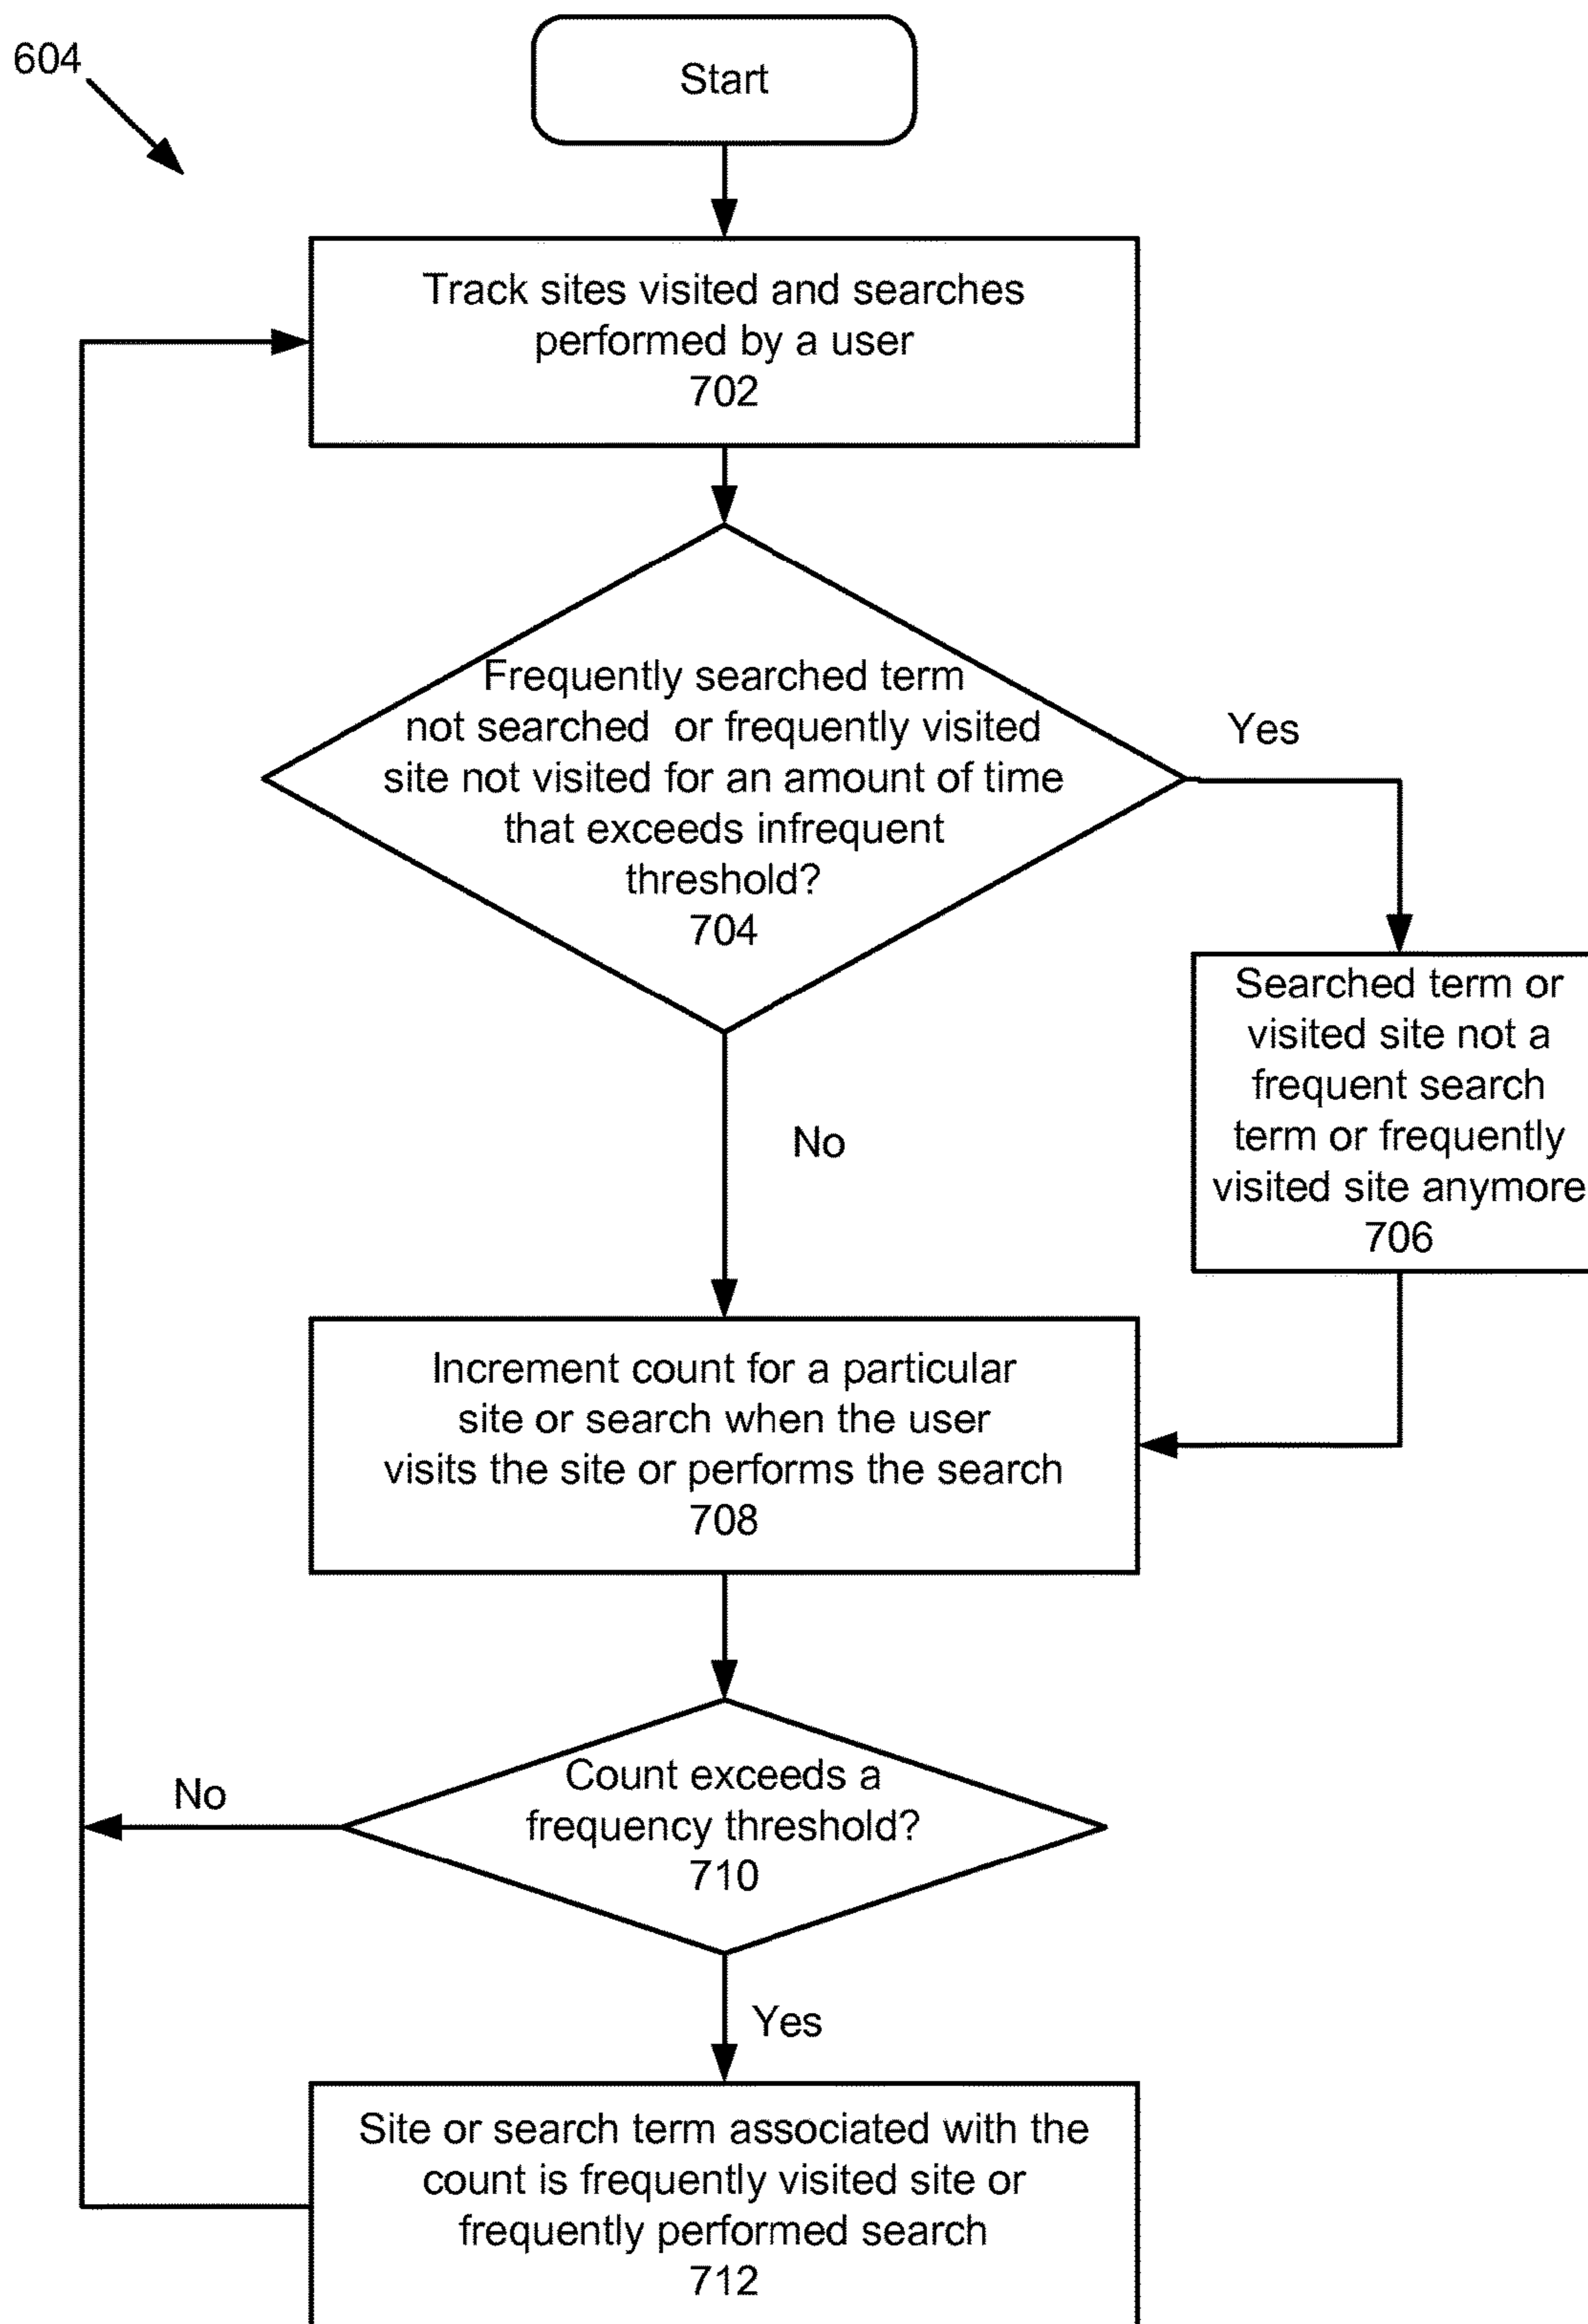 604
Start
Track sites visited and searches
performed by a user
702
Frequently searched term
not searched or frequently visited
site not visited for an amount of time
that exceeds infrequent
threshold?
704
Yes
Searched term or
visited site not a
frequent search
term or frequently
visited site anymore
706
No
Increment count for a particular
site or search when the user
visits the site or performs the search
708
Count exceeds a
frequency threshold?
710
No
Yes
Site or search term associated with the
count is frequently visited site or
frequently performed search
712